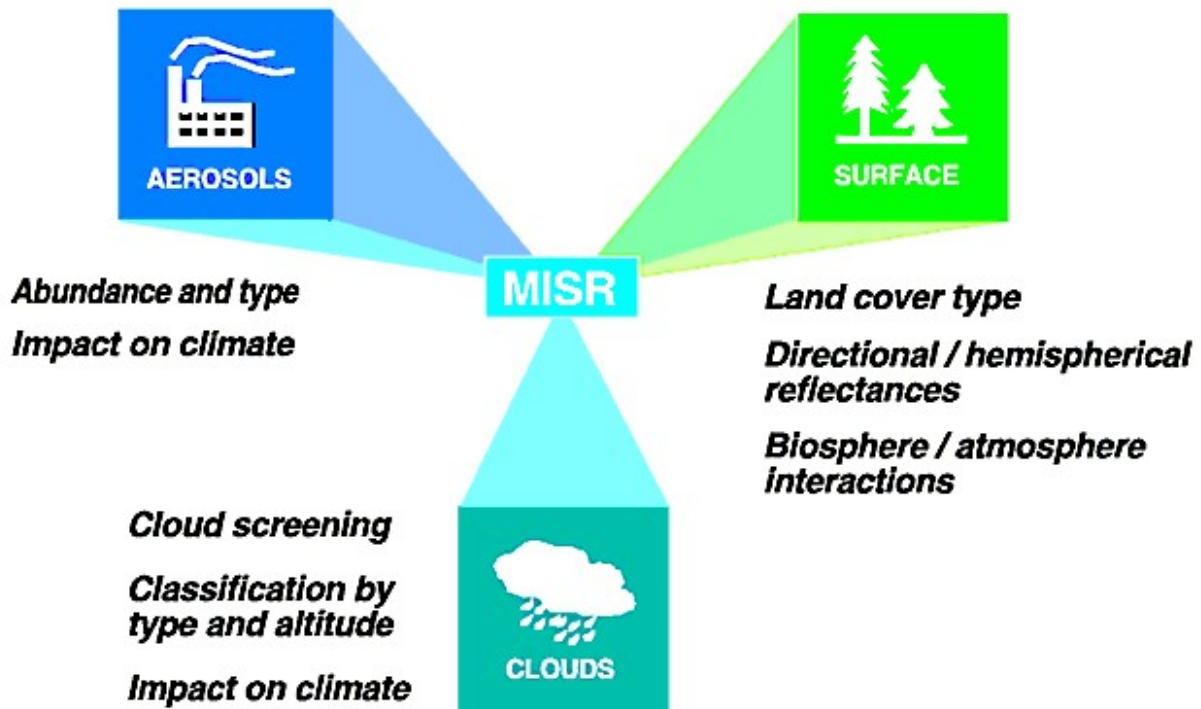 AEROSOLS
SURFACE
MISR
Abundance and type
Impact on climate
Land cover type
Directional / hemispherical
reflectances
Biosphere / atmosphere
interactions
Cloud screening
Classification by
type and altitude
Impact on climate
CLOUDS